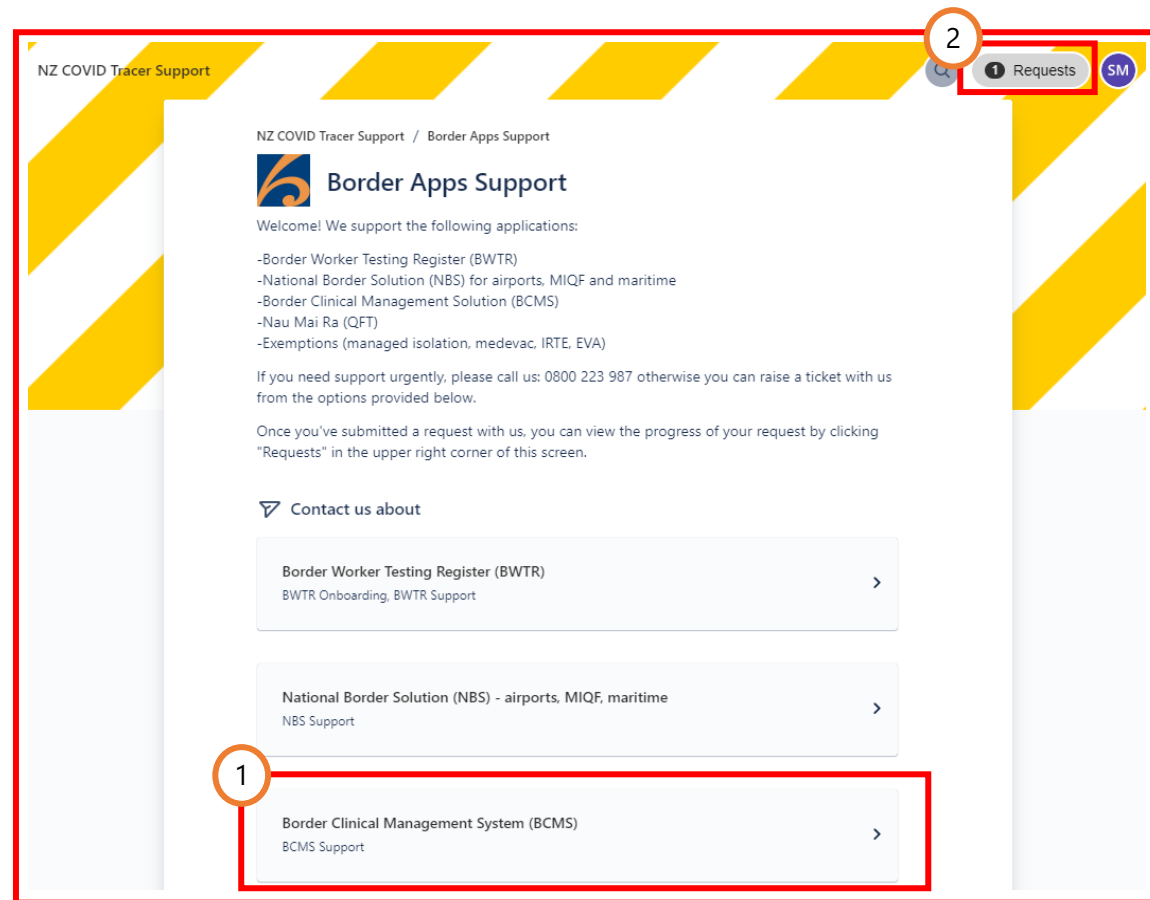 2
NZ COVID Tracer Support
1 Requests
SM
NZ COVID Tracer Support / Border Apps Support
Border Apps Support
Welcome! We support the following applications:
-Border Worker Testing Register (BWTR)
-National Border Solution (NBS) for airports, MIQF and maritime
-Border Clinical Management Solution (BCMS)
-Nau Mai Ra (QFT)
-Exemptions (managed isolation, medevac, IRTE, EVA)
If you need support urgently, please call us: 0800 223 987 otherwise you can raise a ticket with us
from the options provided below.
Once you've submitted a request with us, you can view the progress of your request by clicking
"Requests" in the upper right corner of this screen.
Contact us about
Border Worker Testing Register (BWTR)
BWTR Onboarding, BWTR Support
National Border Solution (NBS) - airports, MIQF, maritime
NBS Support
1
Border Clinical Management System (BCMS)
BCMS Support